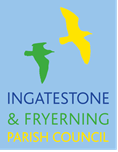 INGATESTONE
& FRYERNING
PARISH COUNCIL